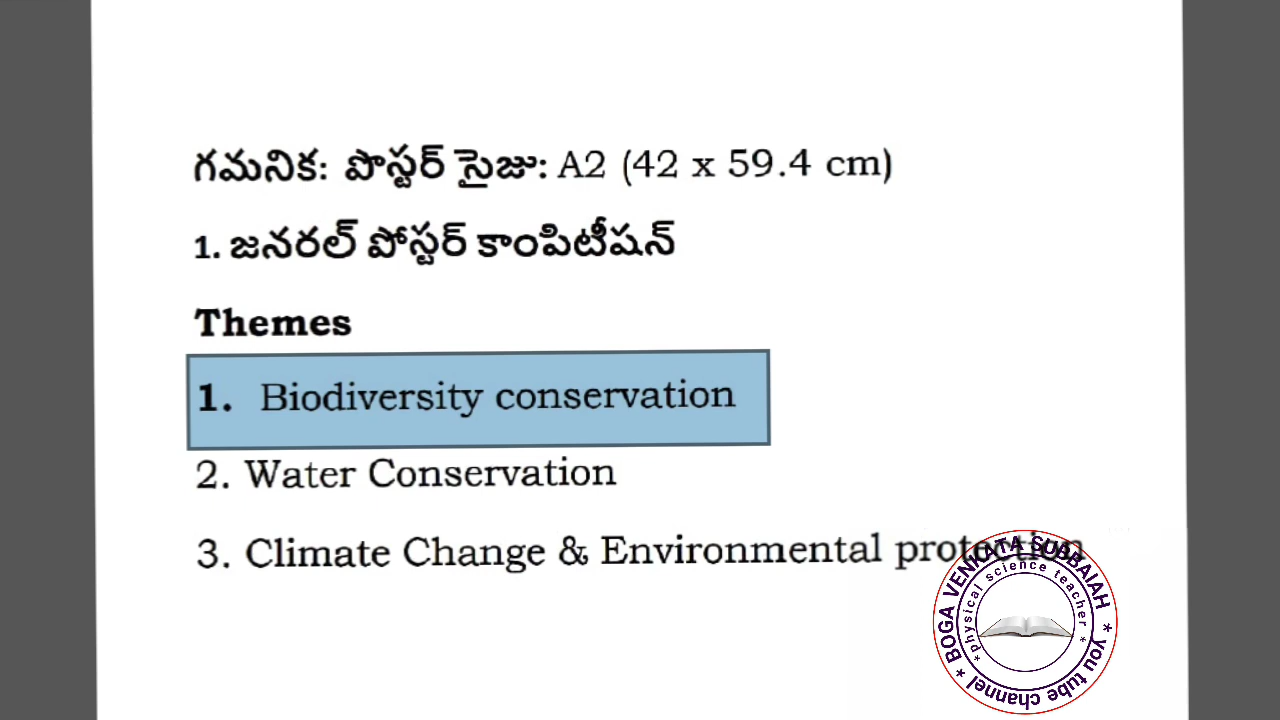 గమనిక: పొస్టర్ సైజు: A2 (42 x 59.4 cm)
1. జనరల్ పోస్టర్ కాంపిటీషన్
Themes
1. Biodiversity conservation
2. Water Conservation
3. Climate Change & Environmental protection
* BOGA VENKATA SUBBAIAH * you tube channel
* physical science teacher *